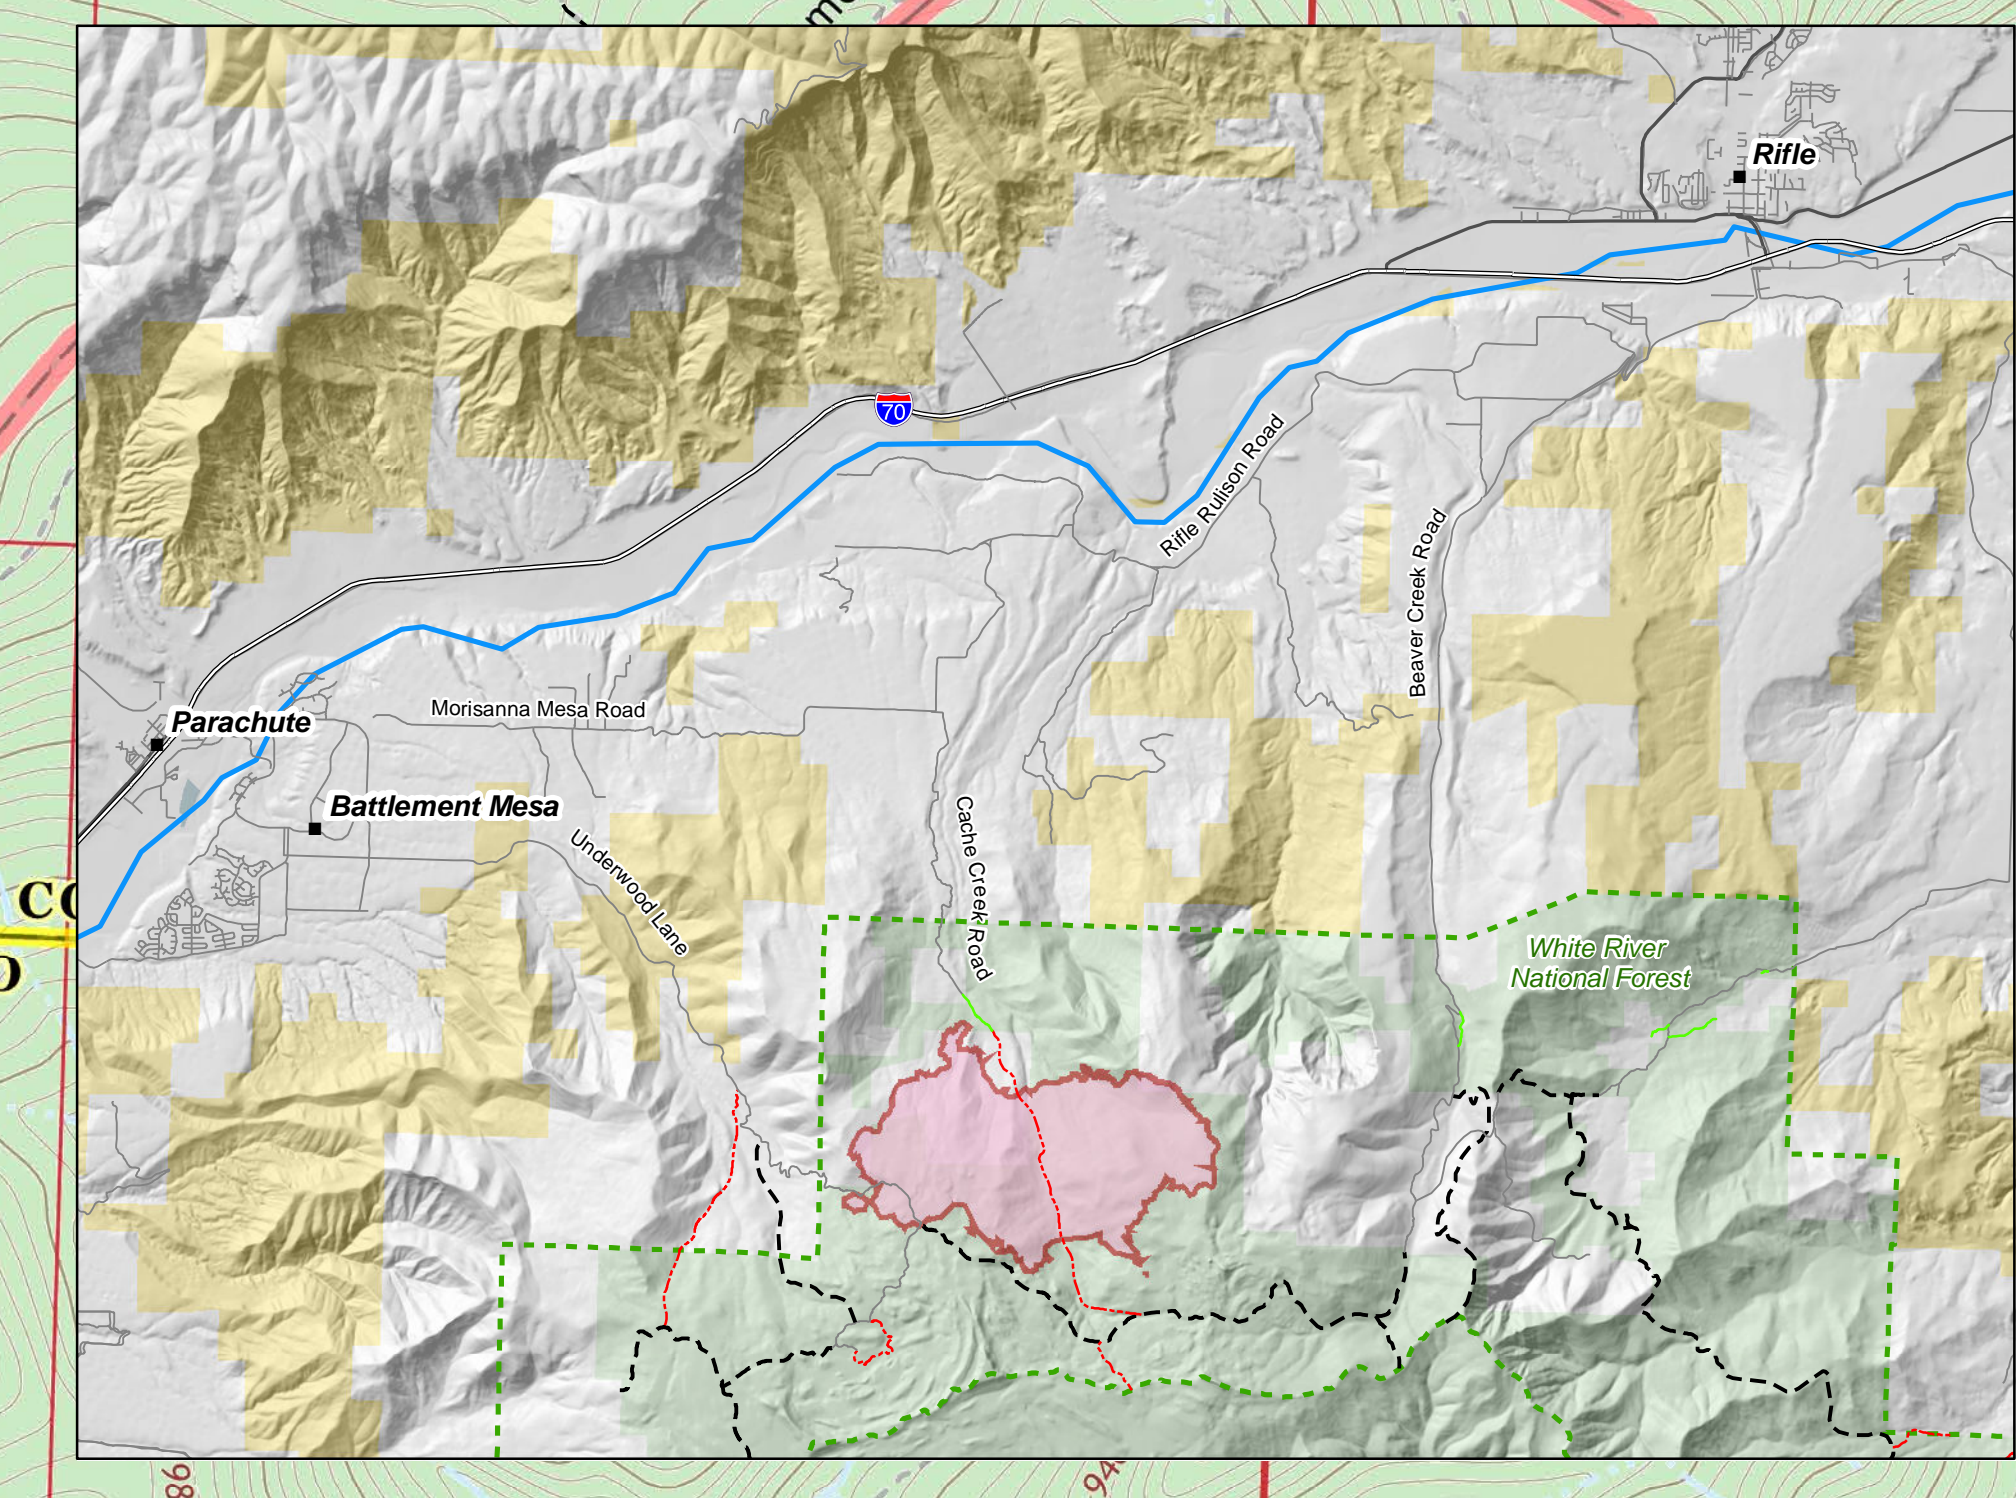 Rifle
70
Rifle Rulison Road
Beaver Creek Road
Morisanna Mesa Road
Parachute
Battlement Mesa
Underwood Lane
Cache Creek Road
White River
National Forest